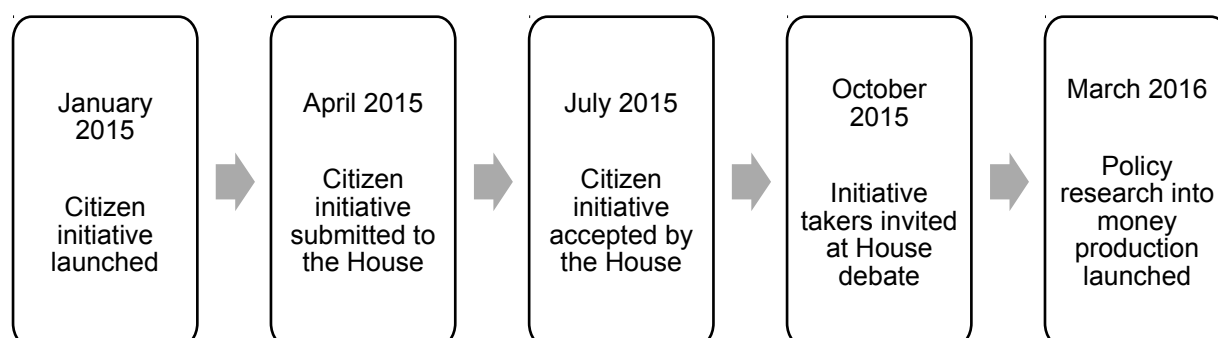 January
2015
Citizen
initiative
launched
April 2015
Citizen
initiative
submitted to
the House
July 2015
Citizen
initiative
accepted by
the House
October
2015
Initiative
takers invited
at House
debate
March 2016
Policy
research into
money
production
launched